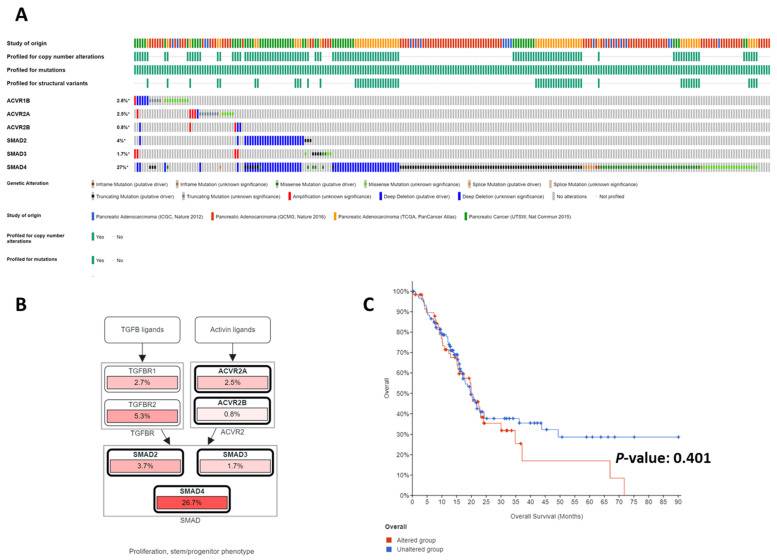 A
Study of origin
Profiled for copy number alterations
Profiled for mutations
Profiled for structural variants
ACVR1B 2.8%*
ACVR2A 2.5%*
ACVR2B 0.8%*
SMAD2 4%*
SMAD3 1.7%*
SMAD4 27%*
Genetic Alteration Inframe Mutation (putative driver) Inframe Mutation (unknown significance) Missense Mutation (putative driver) Missense Mutation (unknown significance) Splice Mutation (putative driver) Splice Mutation (unknown significance)
Truncating Mutation (putative driver) Truncating Mutation (unknown significance) Amplification (unknown significance) Deep Deletion (putative driver) Deep Deletion (unknown significance) No alterations Not profiled
Study of origin Pancreatic Adenocarcinoma (ICGC, Nature 2012) Pancreatic Adenocarcinoma (QCMG, Nature 2016) Pancreatic Adenocarcinoma (TCGA, PanCancer Atlas) Pancreatic Cancer (UTSW, Nat Commun 2015)
Profiled for copy number alterations Yes No
Profiled for mutations Yes No
B
TGFB ligands Activin ligands
TGFBR1 ACVR2A
2.7% 2.5%
TGFBR2 ACVR2B
5.3% 0.8%
TGFBR ACVR2
SMAD2 SMAD3
3.7% 1.7%
SMAD4
26.7%
SMAD
Proliferation, stem/progenitor phenotype
C
100%
90%
80%
70%
60%
50%
40%
30%
20%
10%
0%
Overall
P-value: 0.401
0 5 10 15 20 25 30 35 40 45 50 55 60 65 70 75 80 85 90
Overall Survival (Months)
Overall
Altered group
Unaltered group